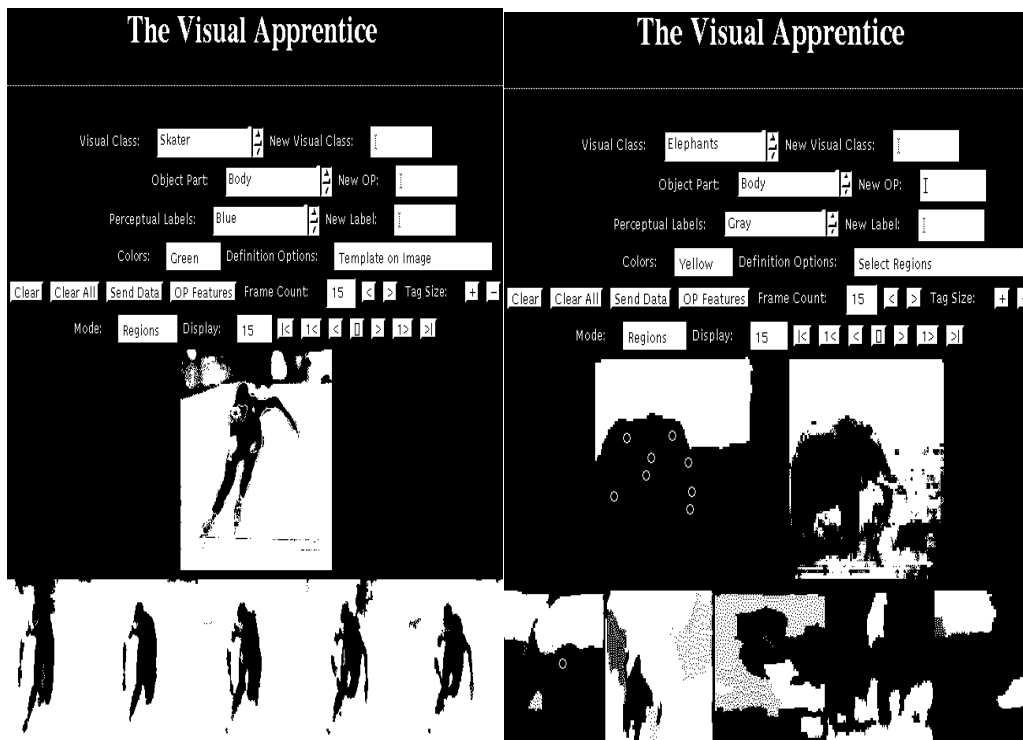 The Visual Apprentice
Visual Class: Skater New Visual Class:
Object Part: Body New OP:
Perceptual Labels: Blue New Label:
Colors: Green Definition Options: Template on Image
Clear Clear All Send Data OP Features Frame Count: 15 < > Tag Size: + -
Mode: Regions Display: 15 |< 1< < [] > 1> >|
The Visual Apprentice
Visual Class: Elephants New Visual Class:
Object Part: Body New OP:
Perceptual Labels: Gray New Label:
Colors: Yellow Definition Options: Select Regions
Clear Clear All Send Data OP Features Frame Count: 15 < > Tag Size: +
Mode: Regions Display: 15 |< 1< < [] > 1> >|